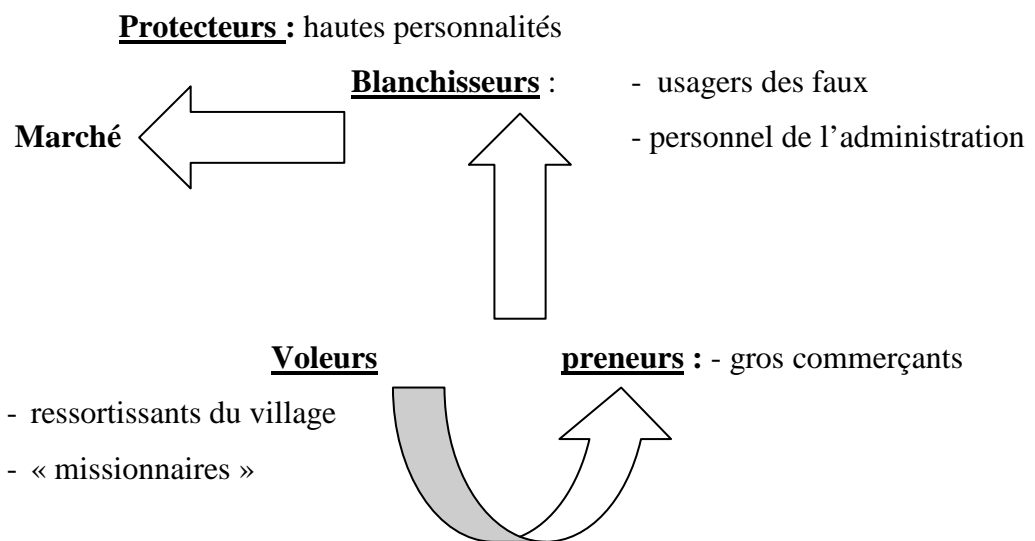 Protecteurs : hautes personnalités
Blanchisseurs : - usagers des faux
Marché - personnel de l’administration
Voleurs preneurs : - gros commerçants
- ressortissants du village
- « missionnaires »